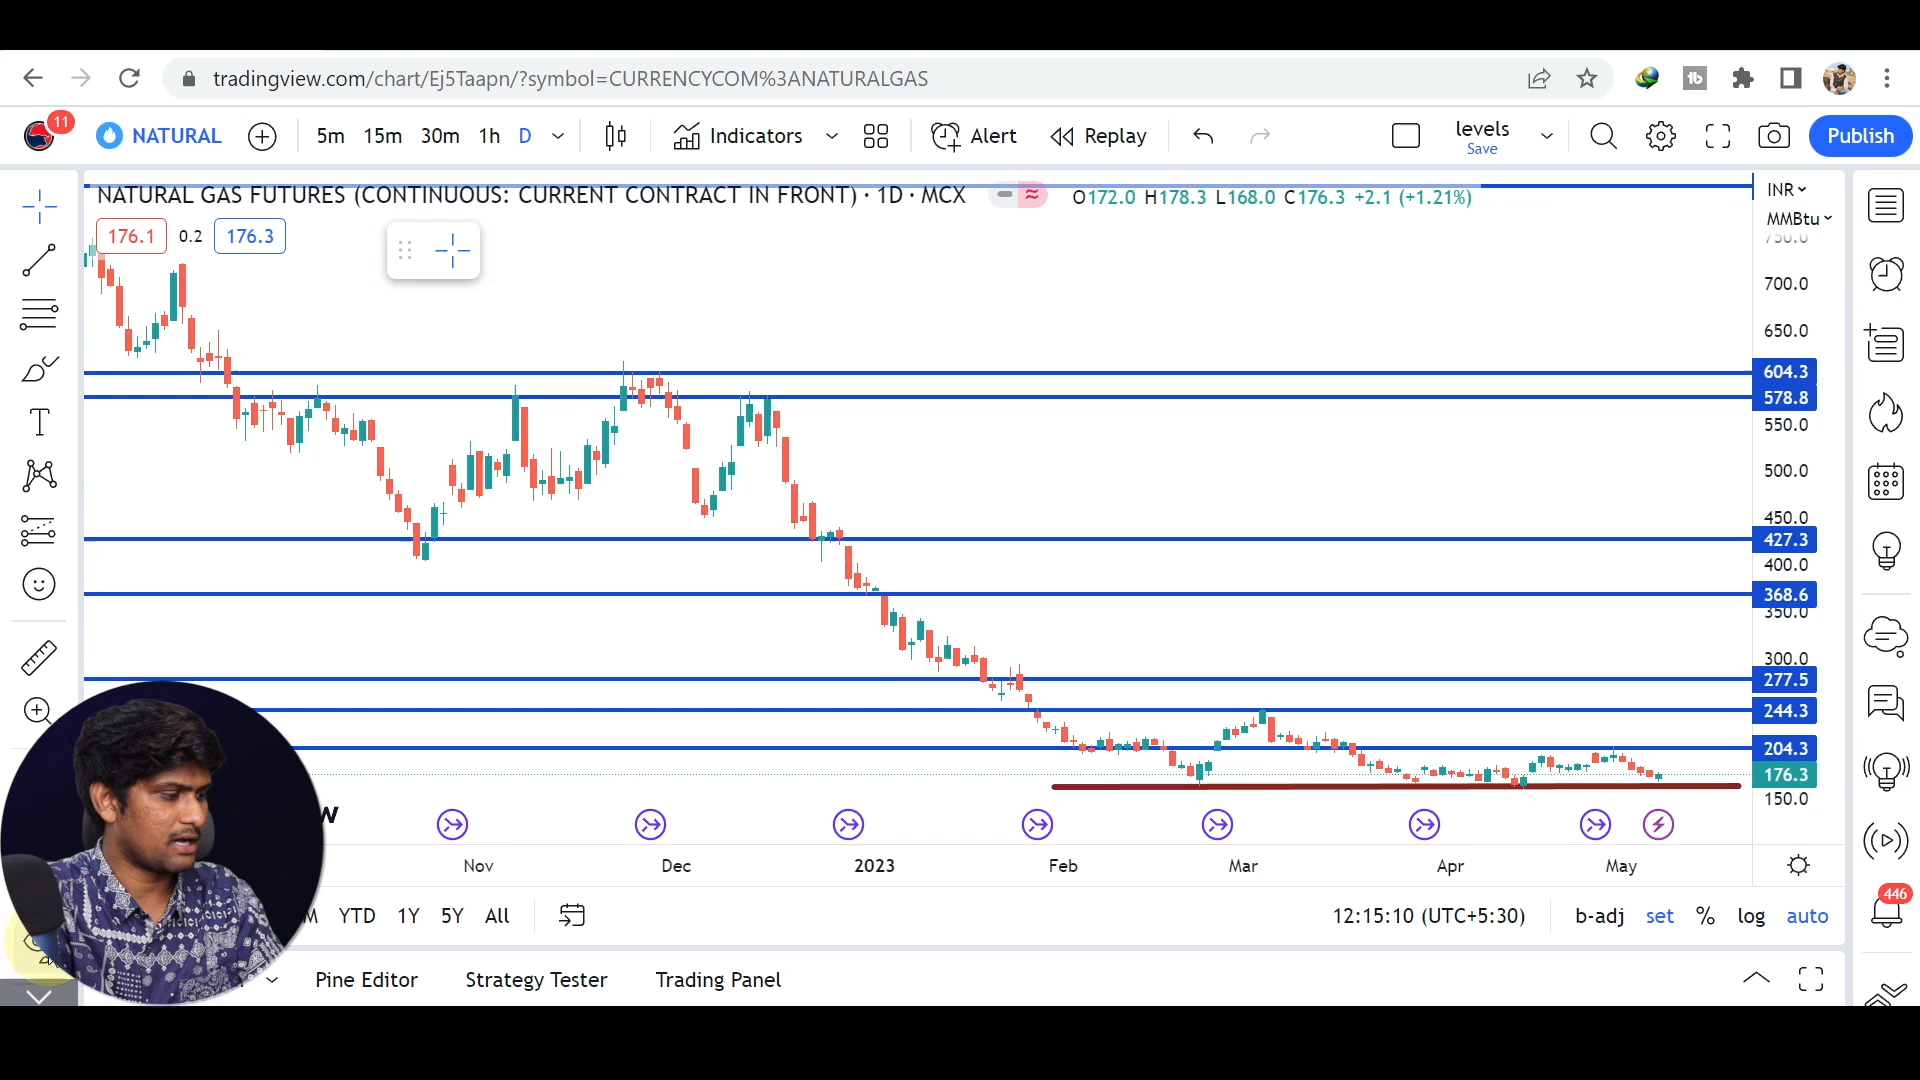 tradingview.com/chart/Ej5Taapn/?symbol=CURRENCYCOM%3ANATURALGAS
11
NATURAL
5m 15m 30m 1h D
Indicators
Alert
Replay
levels
Save
Publish
NATURAL GAS FUTURES (CONTINUOUS: CURRENT CONTRACT IN FRONT) · 1D · MCX
O172.0 H178.3 L168.0 C176.3 +2.1 (+1.21%)
INR
MMBtu
176.1 0.2 176.3
750.0
700.0
650.0
604.3
578.8
550.0
500.0
450.0
427.3
400.0
368.6
350.0
300.0
277.5
244.3
204.3
176.3
150.0
Nov Dec 2023 Feb Mar Apr May
YTD 1Y 5Y All
12:15:10 (UTC+5:30)
b-adj set % log auto
446
Pine Editor Strategy Tester Trading Panel